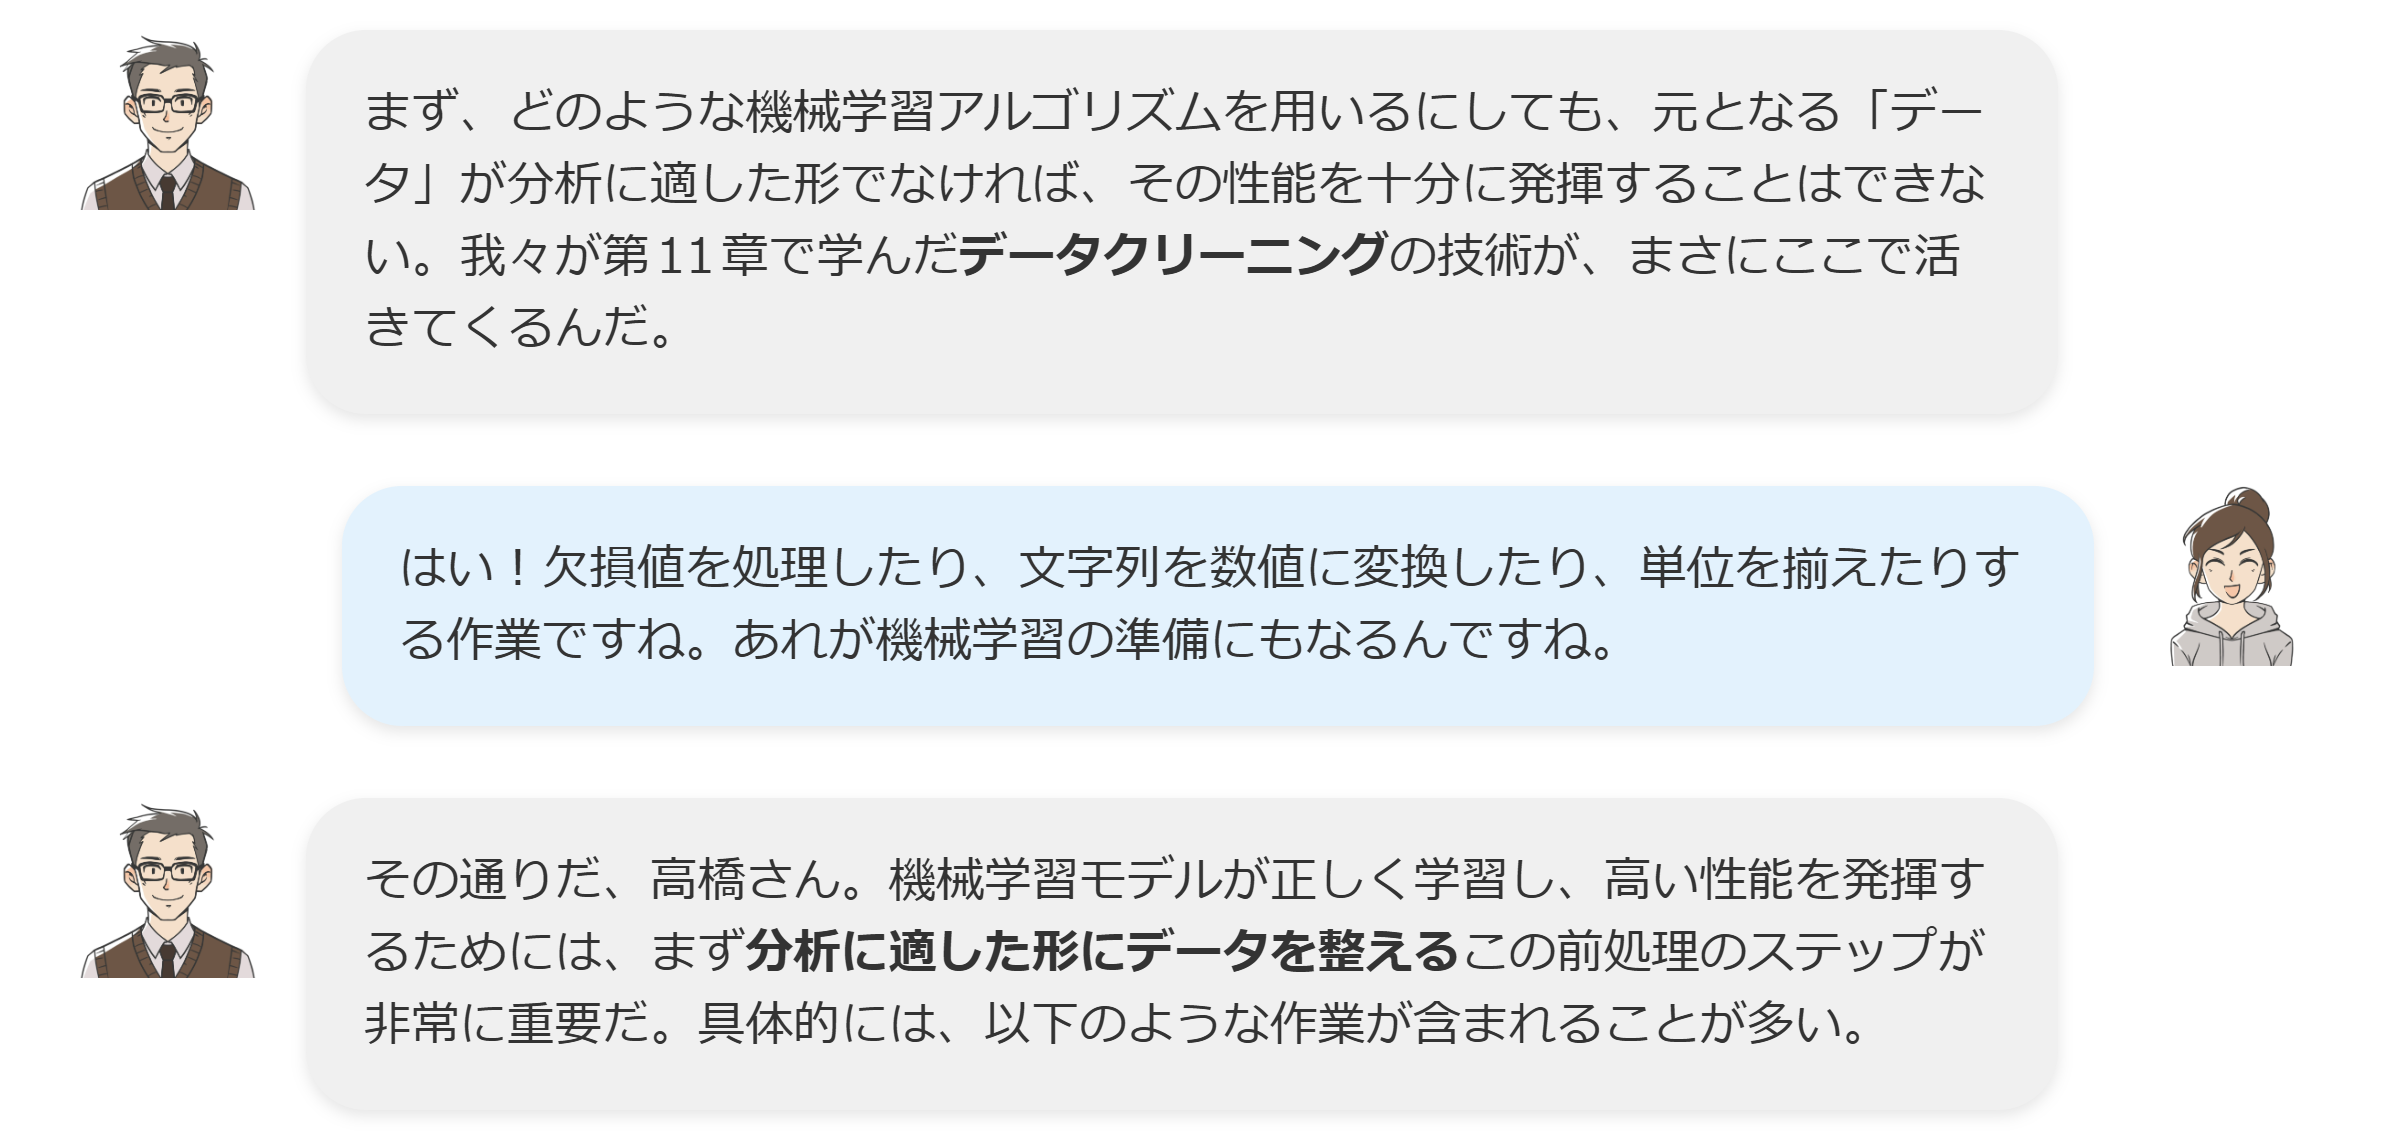 まず、どのような機械学習アルゴリズムを用いるにしても、元となる「デー
タ」が分析に適した形でなければ、その性能を十分に発揮することはできな
い。我々が第11章で学んだデータクリーニングの技術が、まさにここで活
きてくるんだ。
はい！欠損値を処理したり、文字列を数値に変換したり、単位を揃えたりす
る作業ですね。あれが機械学習の準備にもなるんですね。
その通りだ、高橋さん。機械学習モデルが正しく学習し、高い性能を発揮す
るためには、まず分析に適した形にデータを整えるこの前処理のステップが
非常に重要だ。具体的には、以下のような作業が含まれることが多い。